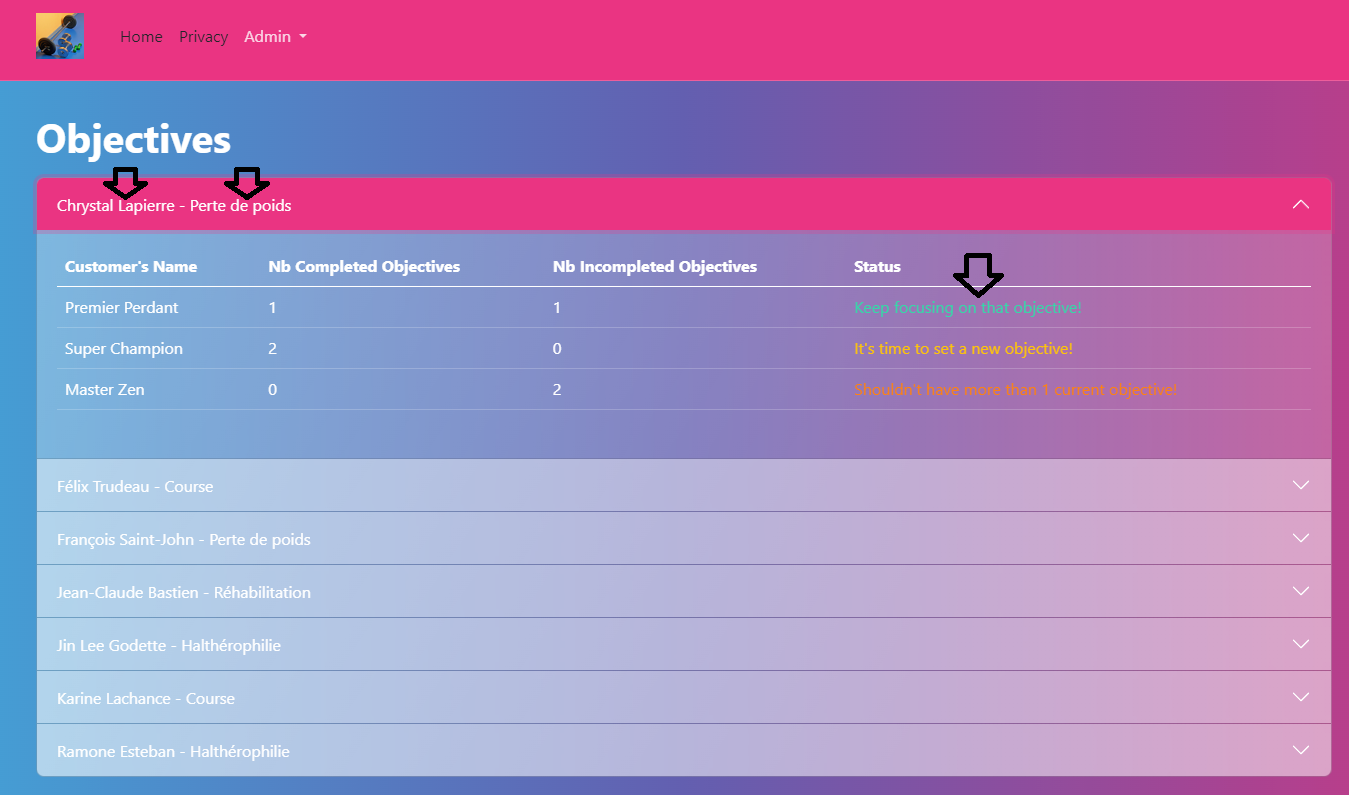 Home Privacy Admin
Objectives
Chrystal Lapierre - Perte de poids
Customer's Name Nb Completed Objectives Nb Incompleted Objectives Status
Premier Perdant 1 1 Keep focusing on that objective!
Super Champion 2 0 It's time to set a new objective!
Master Zen 0 2 Shouldn't have more than 1 current objective!
Félix Trudeau - Course
François Saint-John - Perte de poids
Jean-Claude Bastien - Réhabilitation
Jin Lee Godette - Halthérophilie
Karine Lachance - Course
Ramone Esteban - Halthérophilie